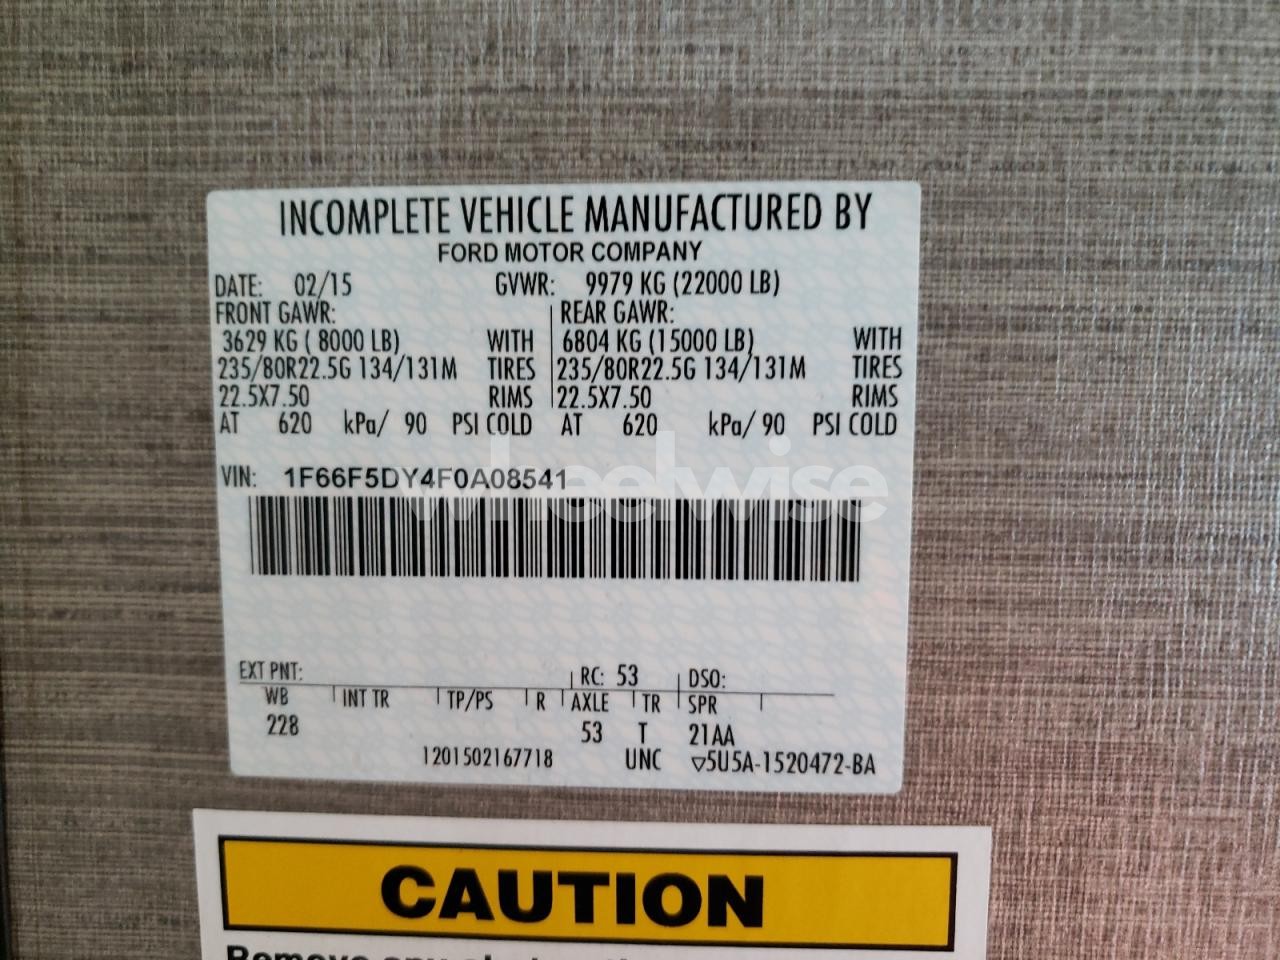 INCOMPLETE VEHICLE MANUFACTURED BY
FORD MOTOR COMPANY
DATE: 02/15 GVWR: 9979 KG (22000 LB)
FRONT GAWR: REAR GAWR:
3629 KG ( 8000 LB) WITH 6804 KG (15000 LB) WITH
235/80R22.5G 134/131M TIRES 235/80R22.5G 134/131M TIRES
22.5X7.50 RIMS 22.5X7.50 RIMS
AT 620 kPa/ 90 PSI COLD AT 620 kPa/ 90 PSI COLD
VIN: 1F66F5DY4F0A08541
wheelwise
EXT PNT: RC: 53 DSO:
WB INT TR TP/PS R AXLE TR SPR
228 53 T 21AA
1201502167718 UNC ▽5U5A-1520472-BA
CAUTION
Remove any